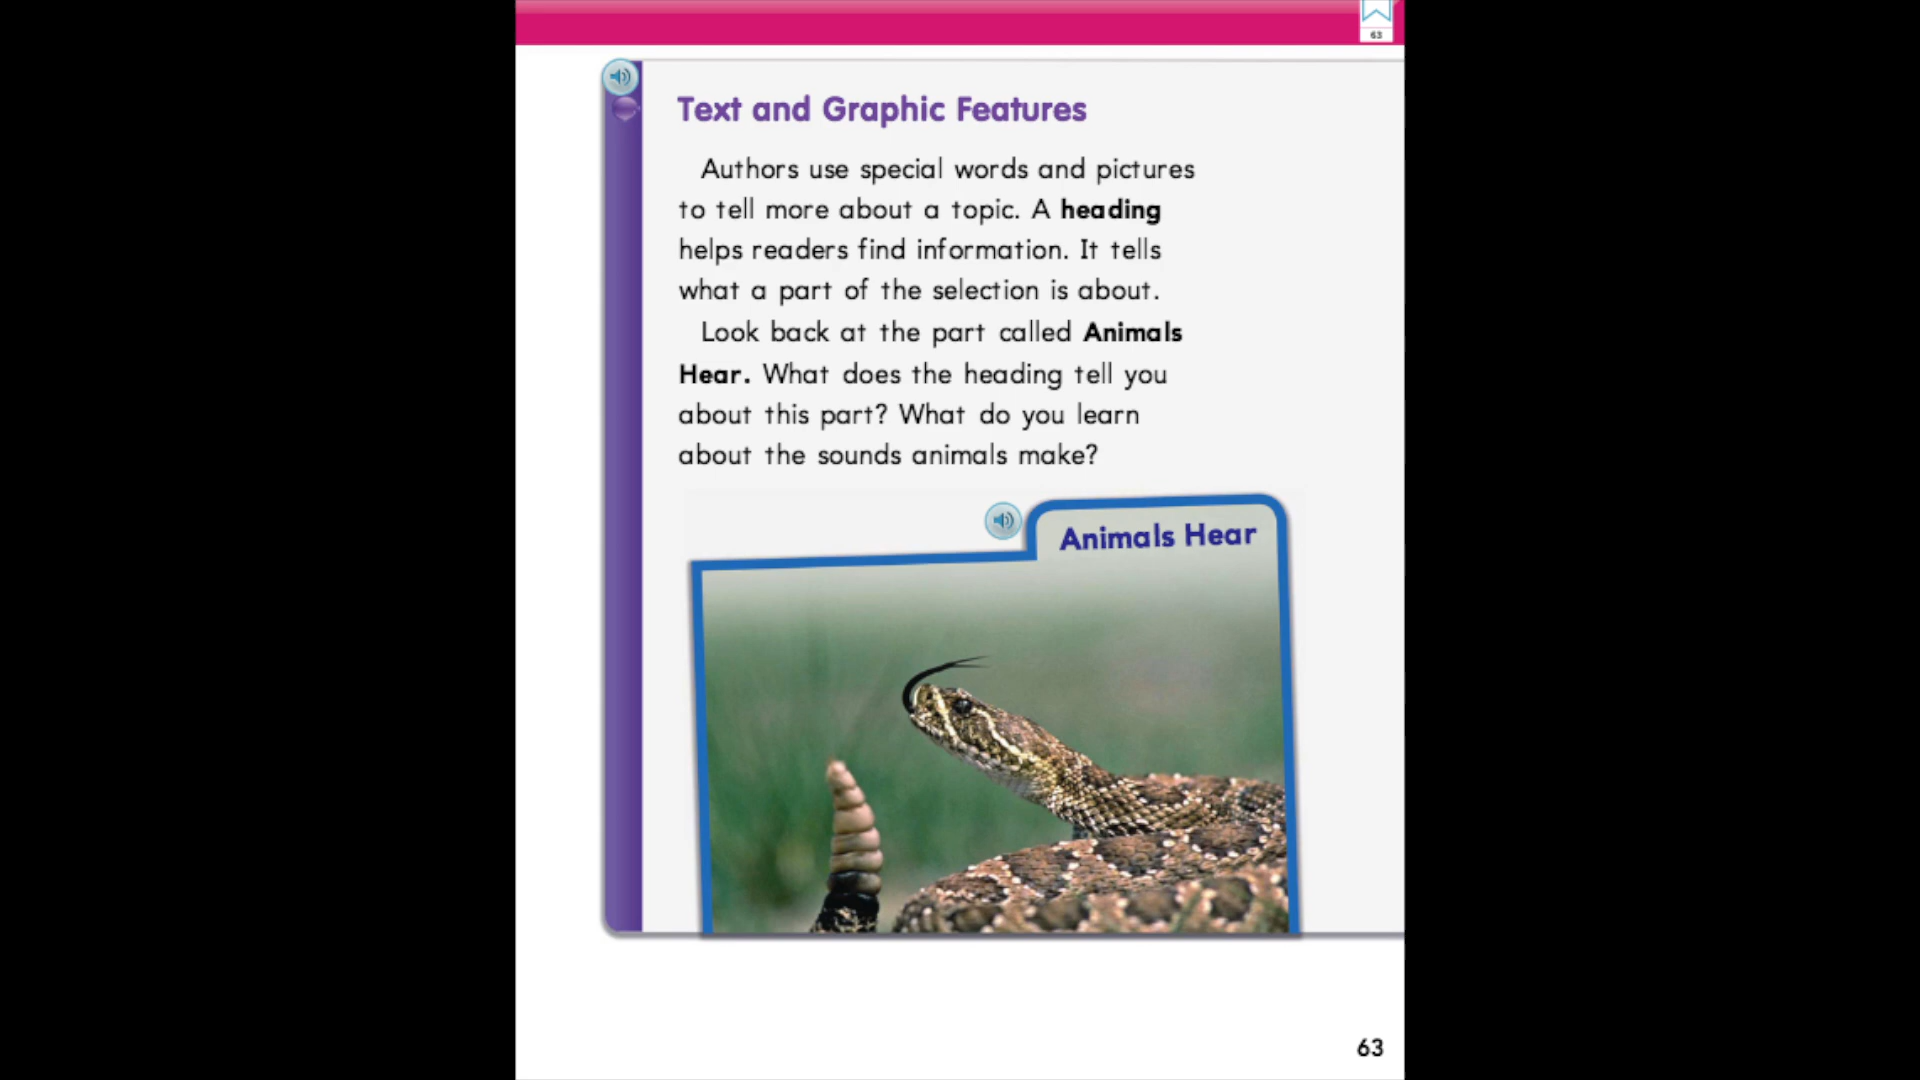 63
Text and Graphic Features
Authors use special words and pictures
to tell more about a topic. A heading
helps readers find information. It tells
what a part of the selection is about.
Look back at the part called Animals
Hear. What does the heading tell you
about this part? What do you learn
about the sounds animals make?
Animals Hear
63